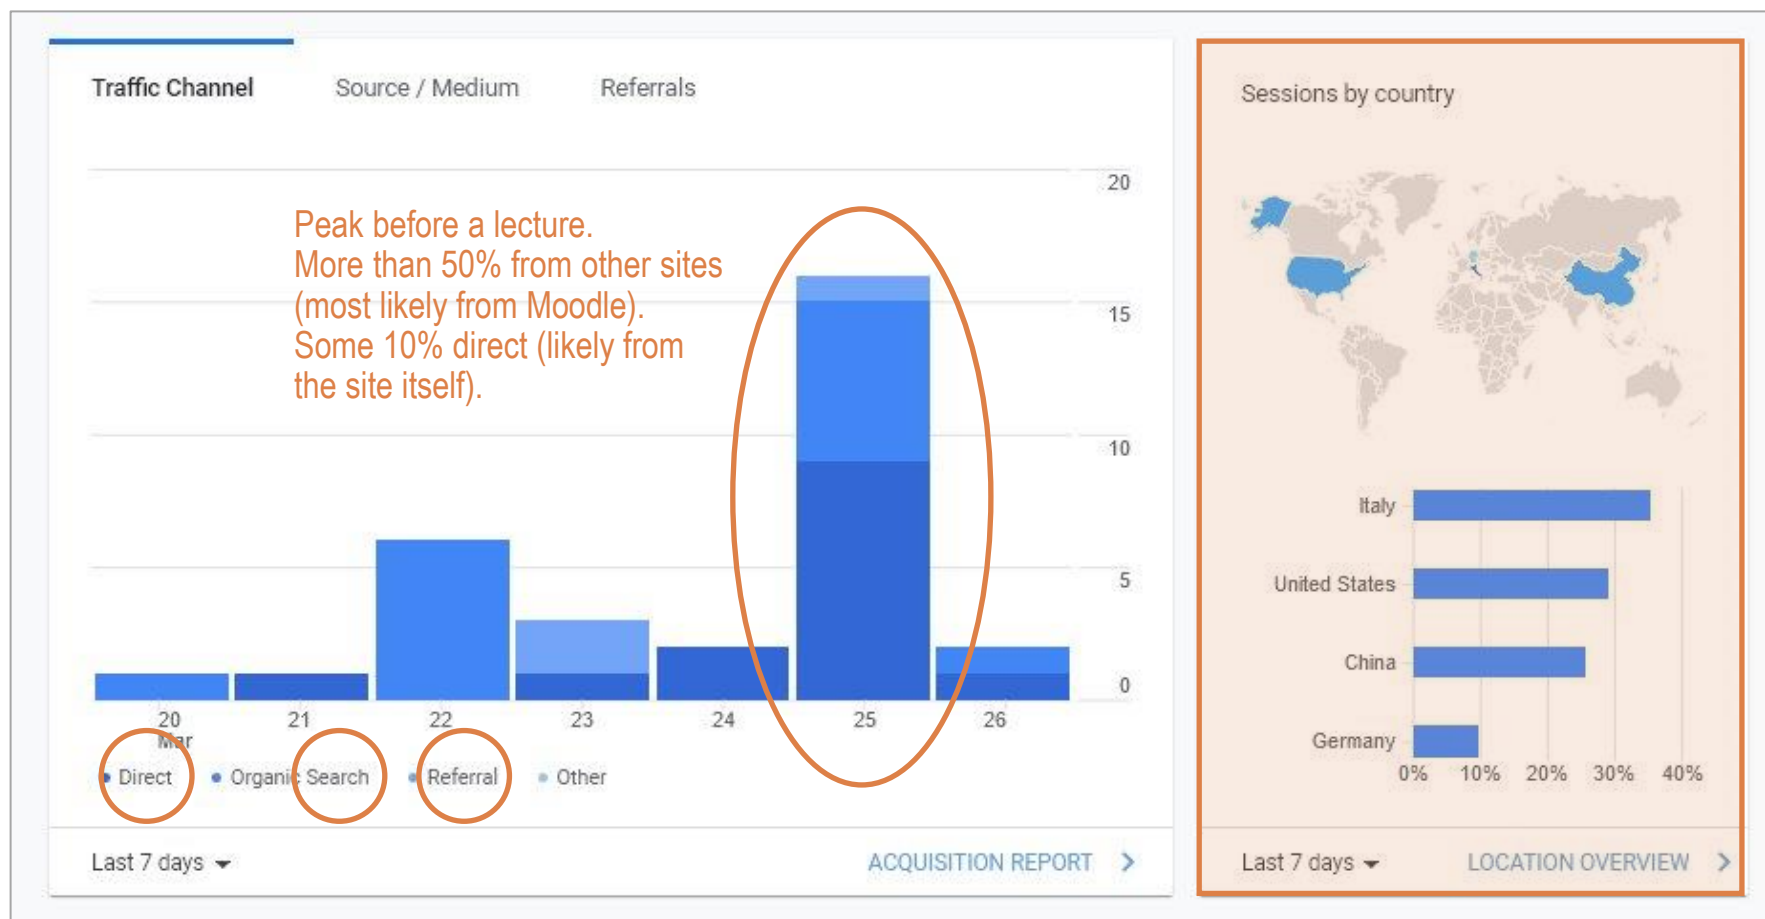 Traffic Channel Source / Medium Referrals
20
15
10
5
0
Peak before a lecture.
More than 50% from other sites
(most likely from Moodle).
Some 10% direct (likely from
the site itself).
20 21 22 23 24 25 26
Mar
Direct Organic Search Referral Other
Last 7 days ACQUISITION REPORT
Sessions by country
Italy
United States
China
Germany
0% 10% 20% 30% 40%
Last 7 days LOCATION OVERVIEW